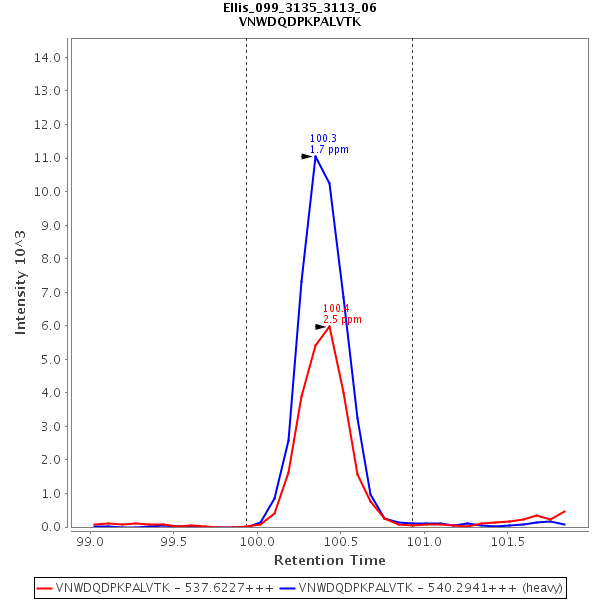 Ellis_099_3135_3113_06
VNWDQDPKPALVTK
14.0
13.0
12.0
11.0
10.0
9.0
8.0
7.0
6.0
5.0
4.0
3.0
2.0
1.0
0.0
Intensity 10^3
100.3
1.7 ppm
100.4
2.5 ppm
99.0 99.5 100.0 100.5 101.0 101.5
Retention Time
VNWDQDPKPALVTK - 537.6227+++ VNWDQDPKPALVTK - 540.2941+++ (heavy)